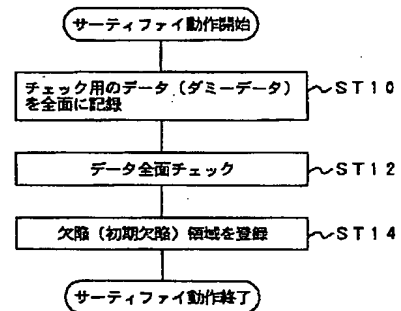 サーティファイ動作開始
チェック用のデータ（ダミーデータ）
を全面に記録
～ST10
データ全面チェック
～ST12
欠陥（初期欠陥）領域を登録
～ST14
サーティファイ動作終了